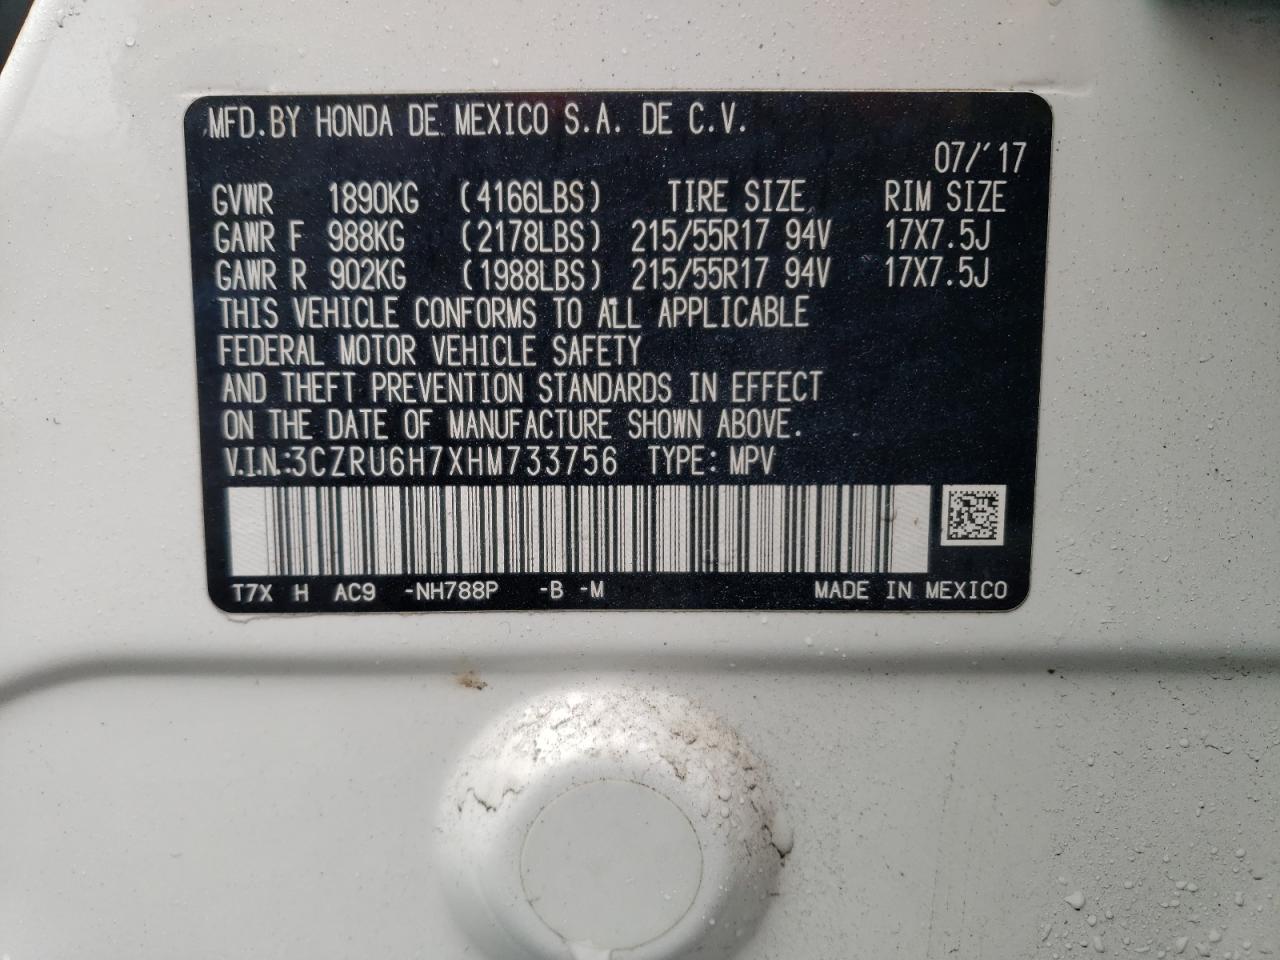 MFD.BY HONDA DE MEXICO S.A. DE C.V.
07/'17
GVWR 1890KG (4166LBS) TIRE SIZE RIM SIZE
GAWR F 988KG (2178LBS) 215/55R17 94V 17X7.5J
GAWR R 902KG (1988LBS) 215/55R17 94V 17X7.5J
THIS VEHICLE CONFORMS TO ALL APPLICABLE
FEDERAL MOTOR VEHICLE SAFETY
AND THEFT PREVENTION STANDARDS IN EFFECT
ON THE DATE OF MANUFACTURE SHOWN ABOVE.
V.I.N.:3CZRU6H7XHM733756 TYPE: MPV
T7X H AC9 -NH788P -B -M MADE IN MEXICO